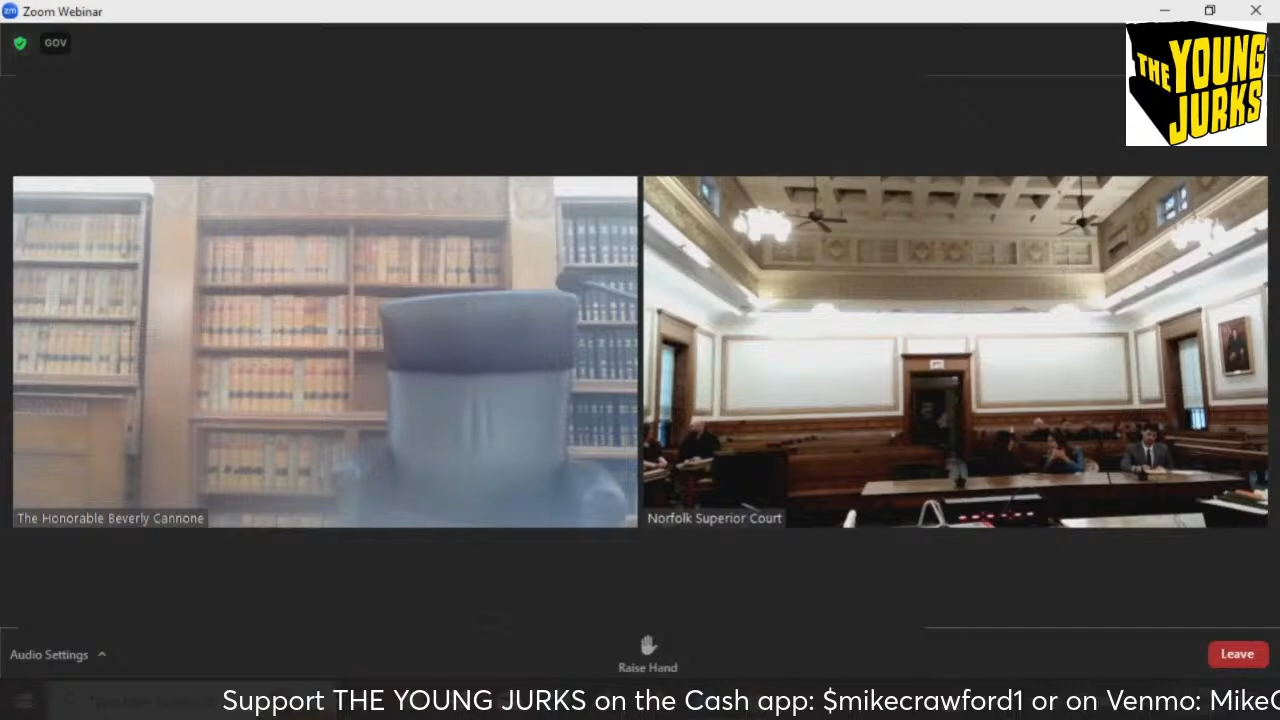 Zoom Webinar
GOV
THE YOUNG
JURKS
The Honorable Beverly Cannone
Norfolk Superior Court
Audio Settings
Raise Hand
Leave
Support THE YOUNG JURKS on the Cash app: $mikecrawford1 or on Venmo: MikeC